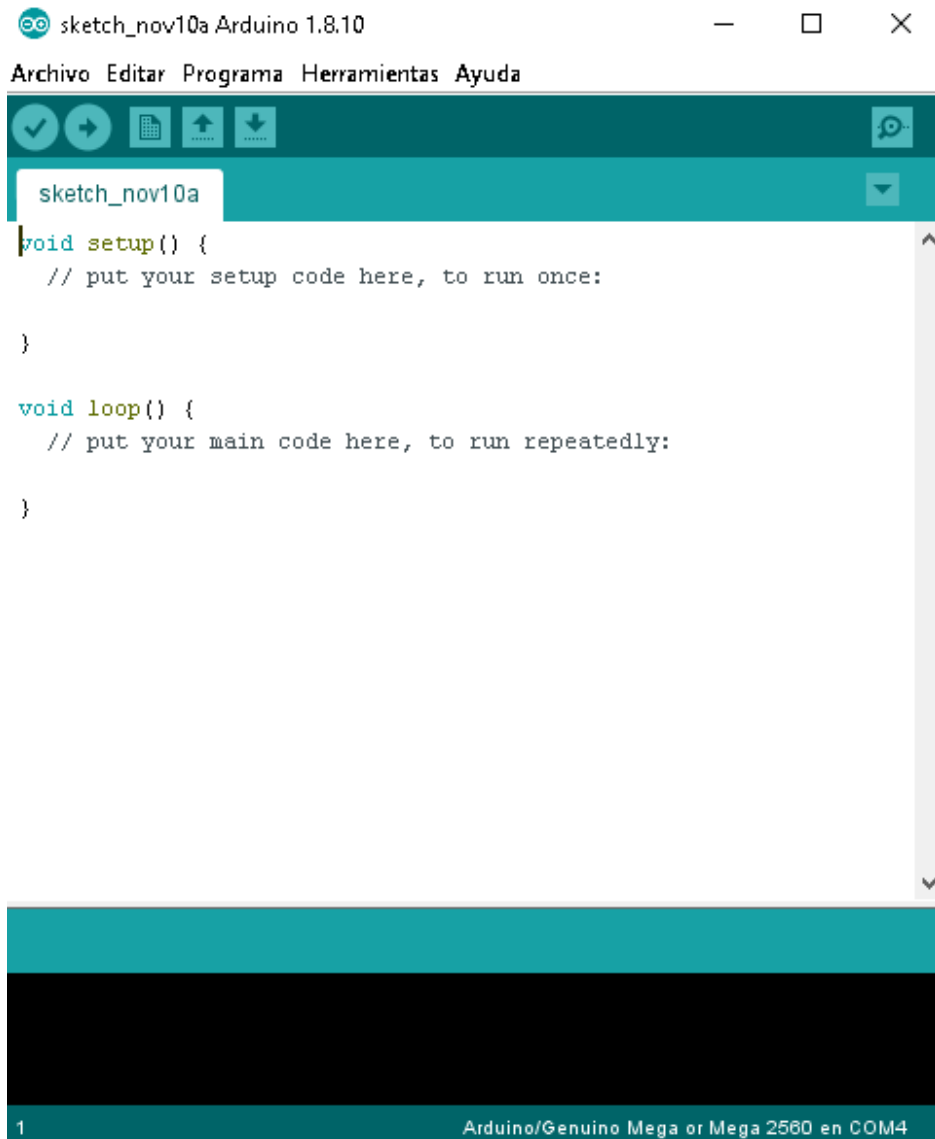 sketch_nov10a Arduino 1.8.10
Archivo Editar Programa Herramientas Ayuda
sketch_nov10a
void setup() {
  // put your setup code here, to run once:
}
void loop() {
  // put your main code here, to run repeatedly:
}
1 Arduino/Genuino Mega or Mega 2560 en COM4